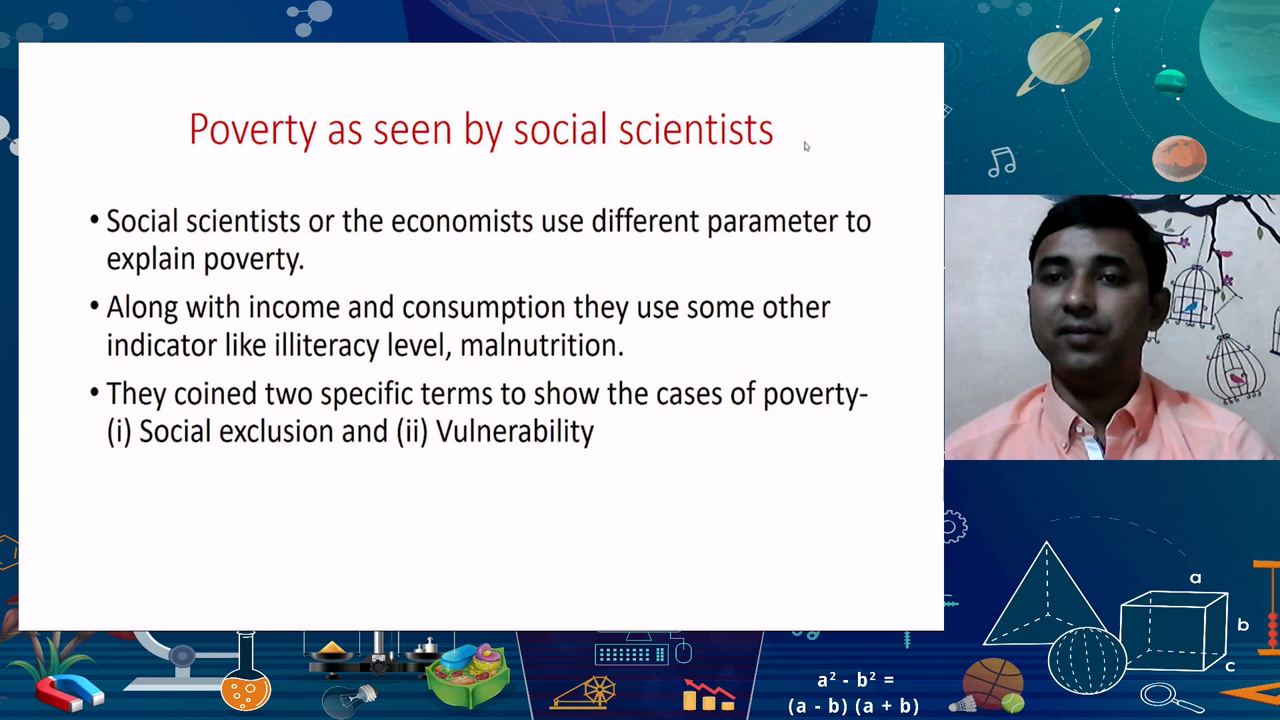 Poverty as seen by social scientists
• Social scientists or the economists use different parameter to
explain poverty.
• Along with income and consumption they use some other
indicator like illiteracy level, malnutrition.
• They coined two specific terms to show the cases of poverty-
(i) Social exclusion and (ii) Vulnerability
a
b
c
a² - b² =
(a - b) (a + b)